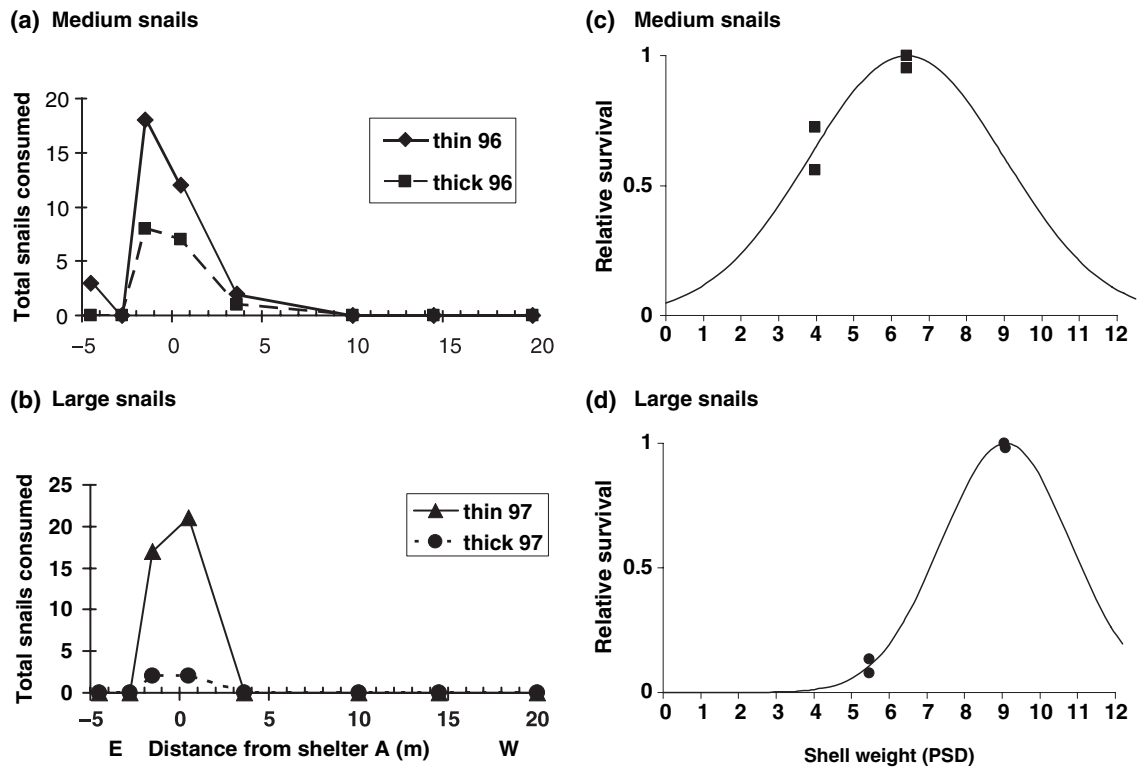 (a) Medium snails
Total snails consumed
20
15
10
5
0
−5 0 5 10 15 20
thin 96
thick 96
(b) Large snails
Total snails consumed
25
20
15
10
5
0
−5 0 5 10 15 20
E Distance from shelter A (m) W
thin 97
thick 97
(c) Medium snails
Relative survival
1
0.5
0
0 1 2 3 4 5 6 7 8 9 10 11 12
(d) Large snails
Relative survival
1
0.5
0
0 1 2 3 4 5 6 7 8 9 10 11 12
Shell weight (PSD)